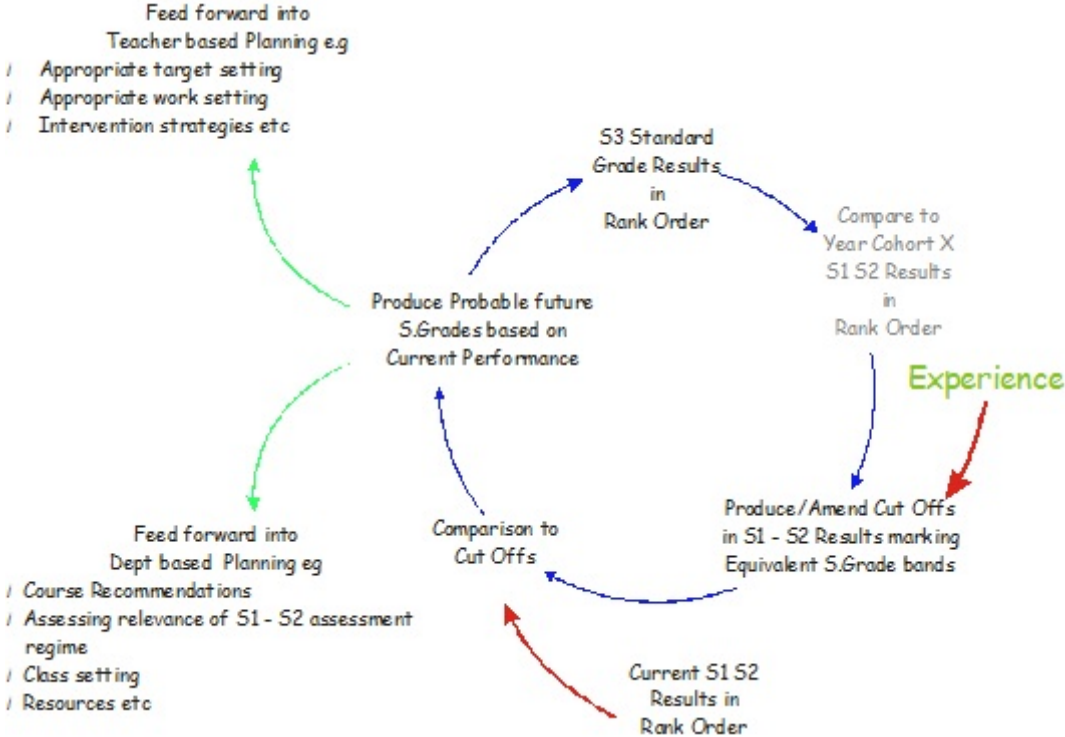 Feed forward into
Teacher based Planning e.g
/ Appropriate target setting
/ Appropriate work setting
/ Intervention strategies etc
S3 Standard
Grade Results
in
Rank Order
Compare to
Year Cohort X
S1 S2 Results
in
Rank Order
Produce Probable future
S.Grades based on
Current Performance
Experience
Produce/Amend Cut Offs
in S1 - S2 Results marking
Equivalent S.Grade bands
Comparison to
Cut Offs
Feed forward into
Dept based Planning eg
/ Course Recommendations
/ Assessing relevance of S1 - S2 assessment
regime
/ Class setting
/ Resources etc
Current S1 S2
Results in
Rank Order